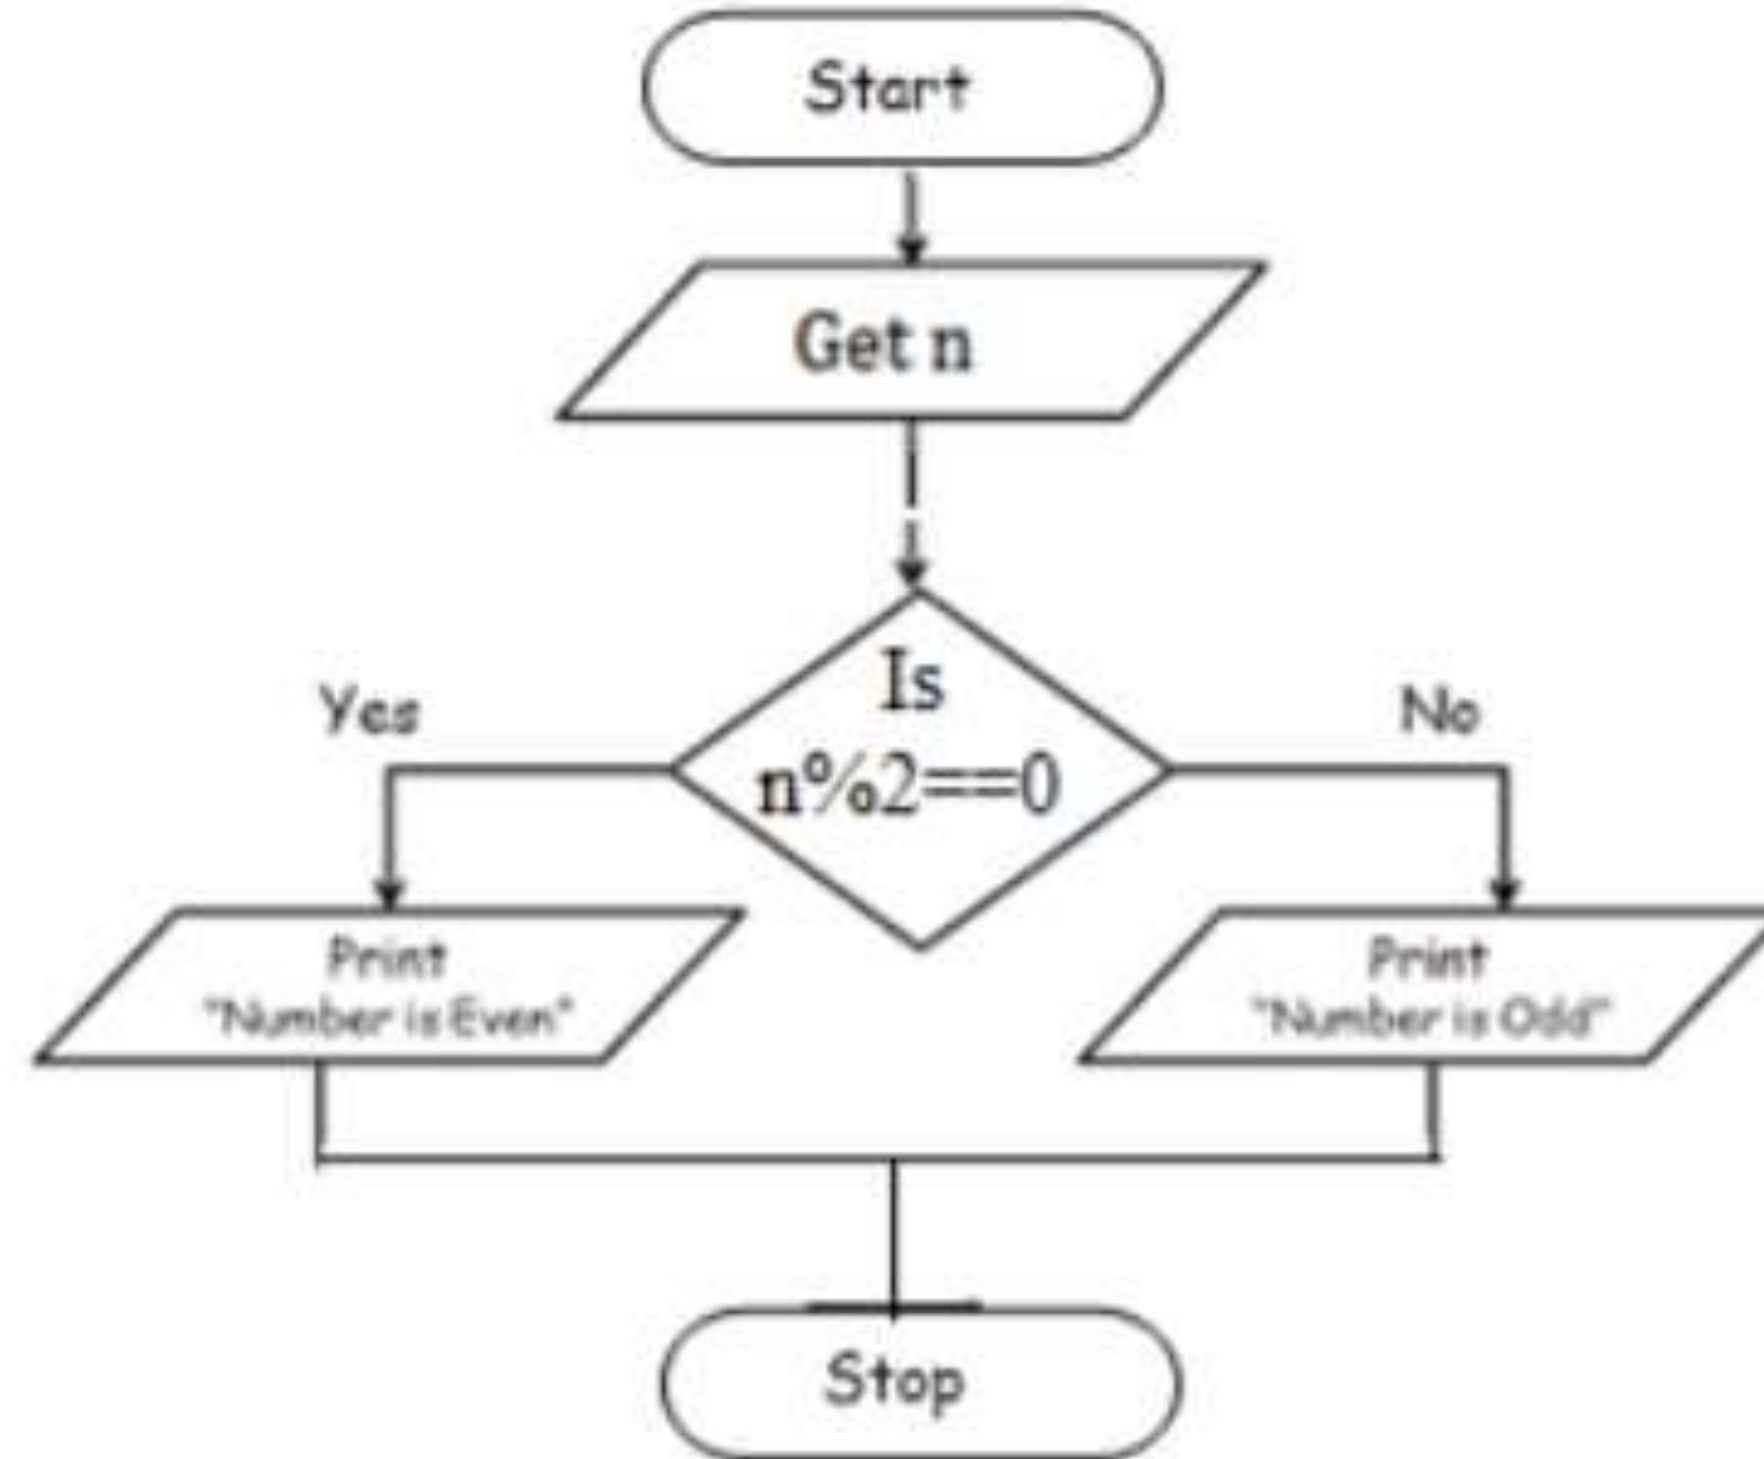 Start
Get n
Is
n%2==0
Yes
No
Print
"Number is Even"
Print
"Number is Odd"
Stop